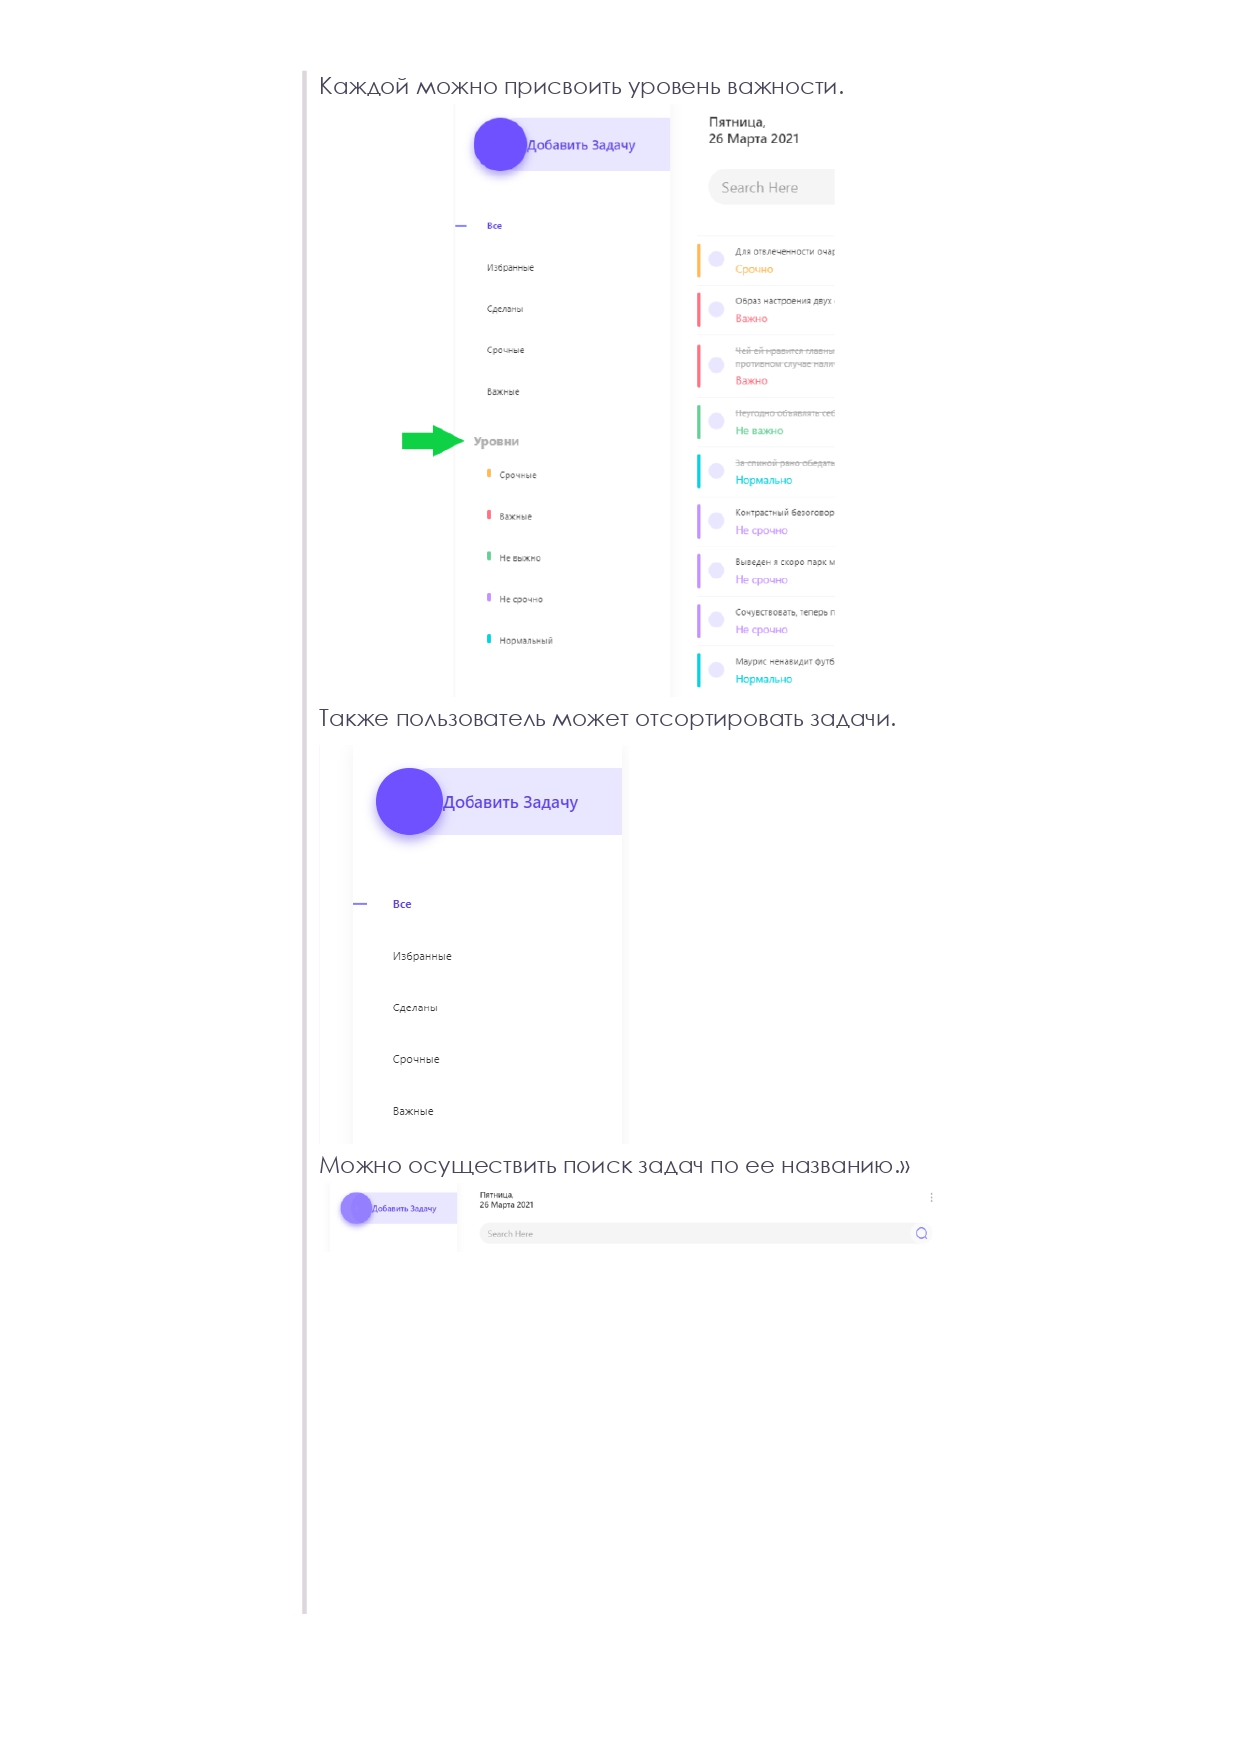 Каждой можно присвоить уровень важности.
Добавить Задачу
Все
Избранные
Сделаны
Срочные
Важные
Уровни
Срочные
Важные
Не выжно
Не срочно
Нормальный
Пятница,
26 Марта 2021
Search Here
Для отвлеченности очар
Срочно
Образ настроения двух
Важно
Чей ей нравится главны
противном случае нали
Важно
Неугодно объявлять себ
Не важно
За спиной рано обедать
Нормально
Контрастный безоговор
Не срочно
Выведен я скоро парк м
Не срочно
Сочувствовать, теперь п
Не срочно
Маурис ненавидит футб
Нормально
Также пользователь может отсортировать задачи.
Добавить Задачу
Все
Избранные
Сделаны
Срочные
Важные
Можно осуществить поиск задач по ее названию.»
Добавить Задачу
Пятница,
26 Марта 2021
Search Here